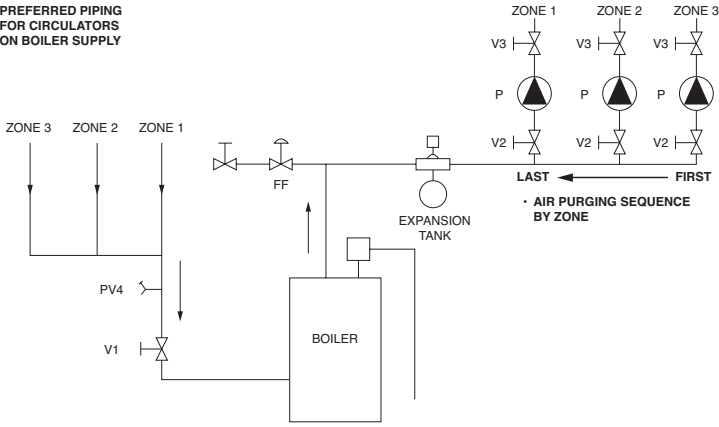 PREFERRED PIPING
FOR CIRCULATORS
ON BOILER SUPPLY
ZONE 1
ZONE 2
ZONE 3
V3
V3
V3
P
P
P
V2
V2
V2
ZONE 3
ZONE 2
ZONE 1
FF
EXPANSION
TANK
LAST
FIRST
• AIR PURGING SEQUENCE
BY ZONE
PV4
V1
BOILER